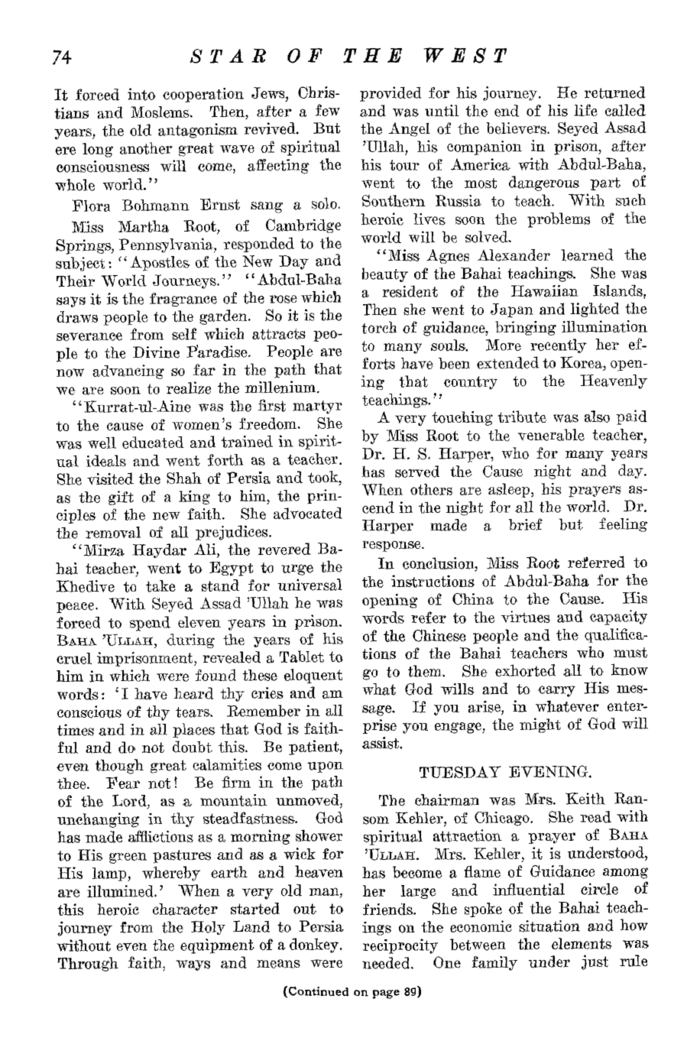 74
STAR OF THE WEST
It forced into cooperation Jews, Chris-
tians and Moslems. Then, after a few
years, the old antagonism revived. But
ere long another great wave of spiritual
consciousness will come, affecting the
whole world."
Flora Bohmann Ernst sang a solo.
Miss Martha Root, of Cambridge
Springs, Pennsylvania, responded to the
subject: "Apostles of the New Day and
Their World Journeys." "Abdul-Baha
says it is the fragrance of the rose which
draws people to the garden. So it is the
severance from self which attracts peo-
ple to the Divine Paradise. People are
now advancing so far in the path that
we are soon to realize the millenium.
"Kurrat-ul-Aine was the first martyr
to the cause of women's freedom. She
was well educated and trained in spirit-
ual ideals and went forth as a teacher.
She visited the Shah of Persia and took,
as the gift of a king to him, the prin-
ciples of the new faith. She advocated
the removal of all prejudices.
"Mirza Haydar Ali, the revered Ba-
hai teacher, went to Egypt to urge the
Khedive to take a stand for universal
peace. With Seyed Assad 'Ullah he was
forced to spend eleven years in prison.
BAHA 'ULLAH, during the years of his
cruel imprisonment, revealed a Tablet to
him in which were found these eloquent
words: 'I have heard thy cries and am
conscious of thy tears. Remember in all
times and in all places that God is faith-
ful and do not doubt this. Be patient,
even though great calamities come upon
thee. Fear not! Be firm in the path
of the Lord, as a mountain unmoved,
unchanging in thy steadfastness. God
has made afflictions as a morning shower
to His green pastures and as a wick for
His lamp, whereby earth and heaven
are illumined.' When a very old man,
this heroic character started out to
journey from the Holy Land to Persia
without even the equipment of a donkey.
Through faith, ways and means were
provided for his journey. He returned
and was until the end of his life called
the Angel of the believers. Seyed Assad
'Ullah, his companion in prison, after
his tour of America with Abdul-Baha,
went to the most dangerous part of
Southern Russia to teach. With such
heroic lives soon the problems of the
world will be solved.
"Miss Agnes Alexander learned the
beauty of the Bahai teachings. She was
a resident of the Hawaiian Islands,
Then she went to Japan and lighted the
torch of guidance, bringing illumination
to many souls. More recently her ef-
forts have been extended to Korea, open-
ing that country to the Heavenly
teachings."
A very touching tribute was also paid
by Miss Root to the venerable teacher,
Dr. H. S. Harper, who for many years
has served the Cause night and day.
When others are asleep, his prayers as-
cend in the night for all the world. Dr.
Harper made a brief but feeling
response.
In conclusion, Miss Root referred to
the instructions of Abdul-Baha for the
opening of China to the Cause. His
words refer to the virtues and capacity
of the Chinese people and the qualifica-
tions of the Bahai teachers who must
go to them. She exhorted all to know
what God wills and to carry His mes-
sage. If you arise, in whatever enter-
prise you engage, the might of God will
assist.
TUESDAY EVENING.
The chairman was Mrs. Keith Ran-
som Kehler, of Chicago. She read with
spiritual attraction a prayer of BAHA
'ULLAH. Mrs. Kehler, it is understood,
has become a flame of Guidance among
her large and influential circle of
friends. She spoke of the Bahai teach-
ings on the economic situation and how
reciprocity between the elements was
needed. One family under just rule
(Continued on page 89)